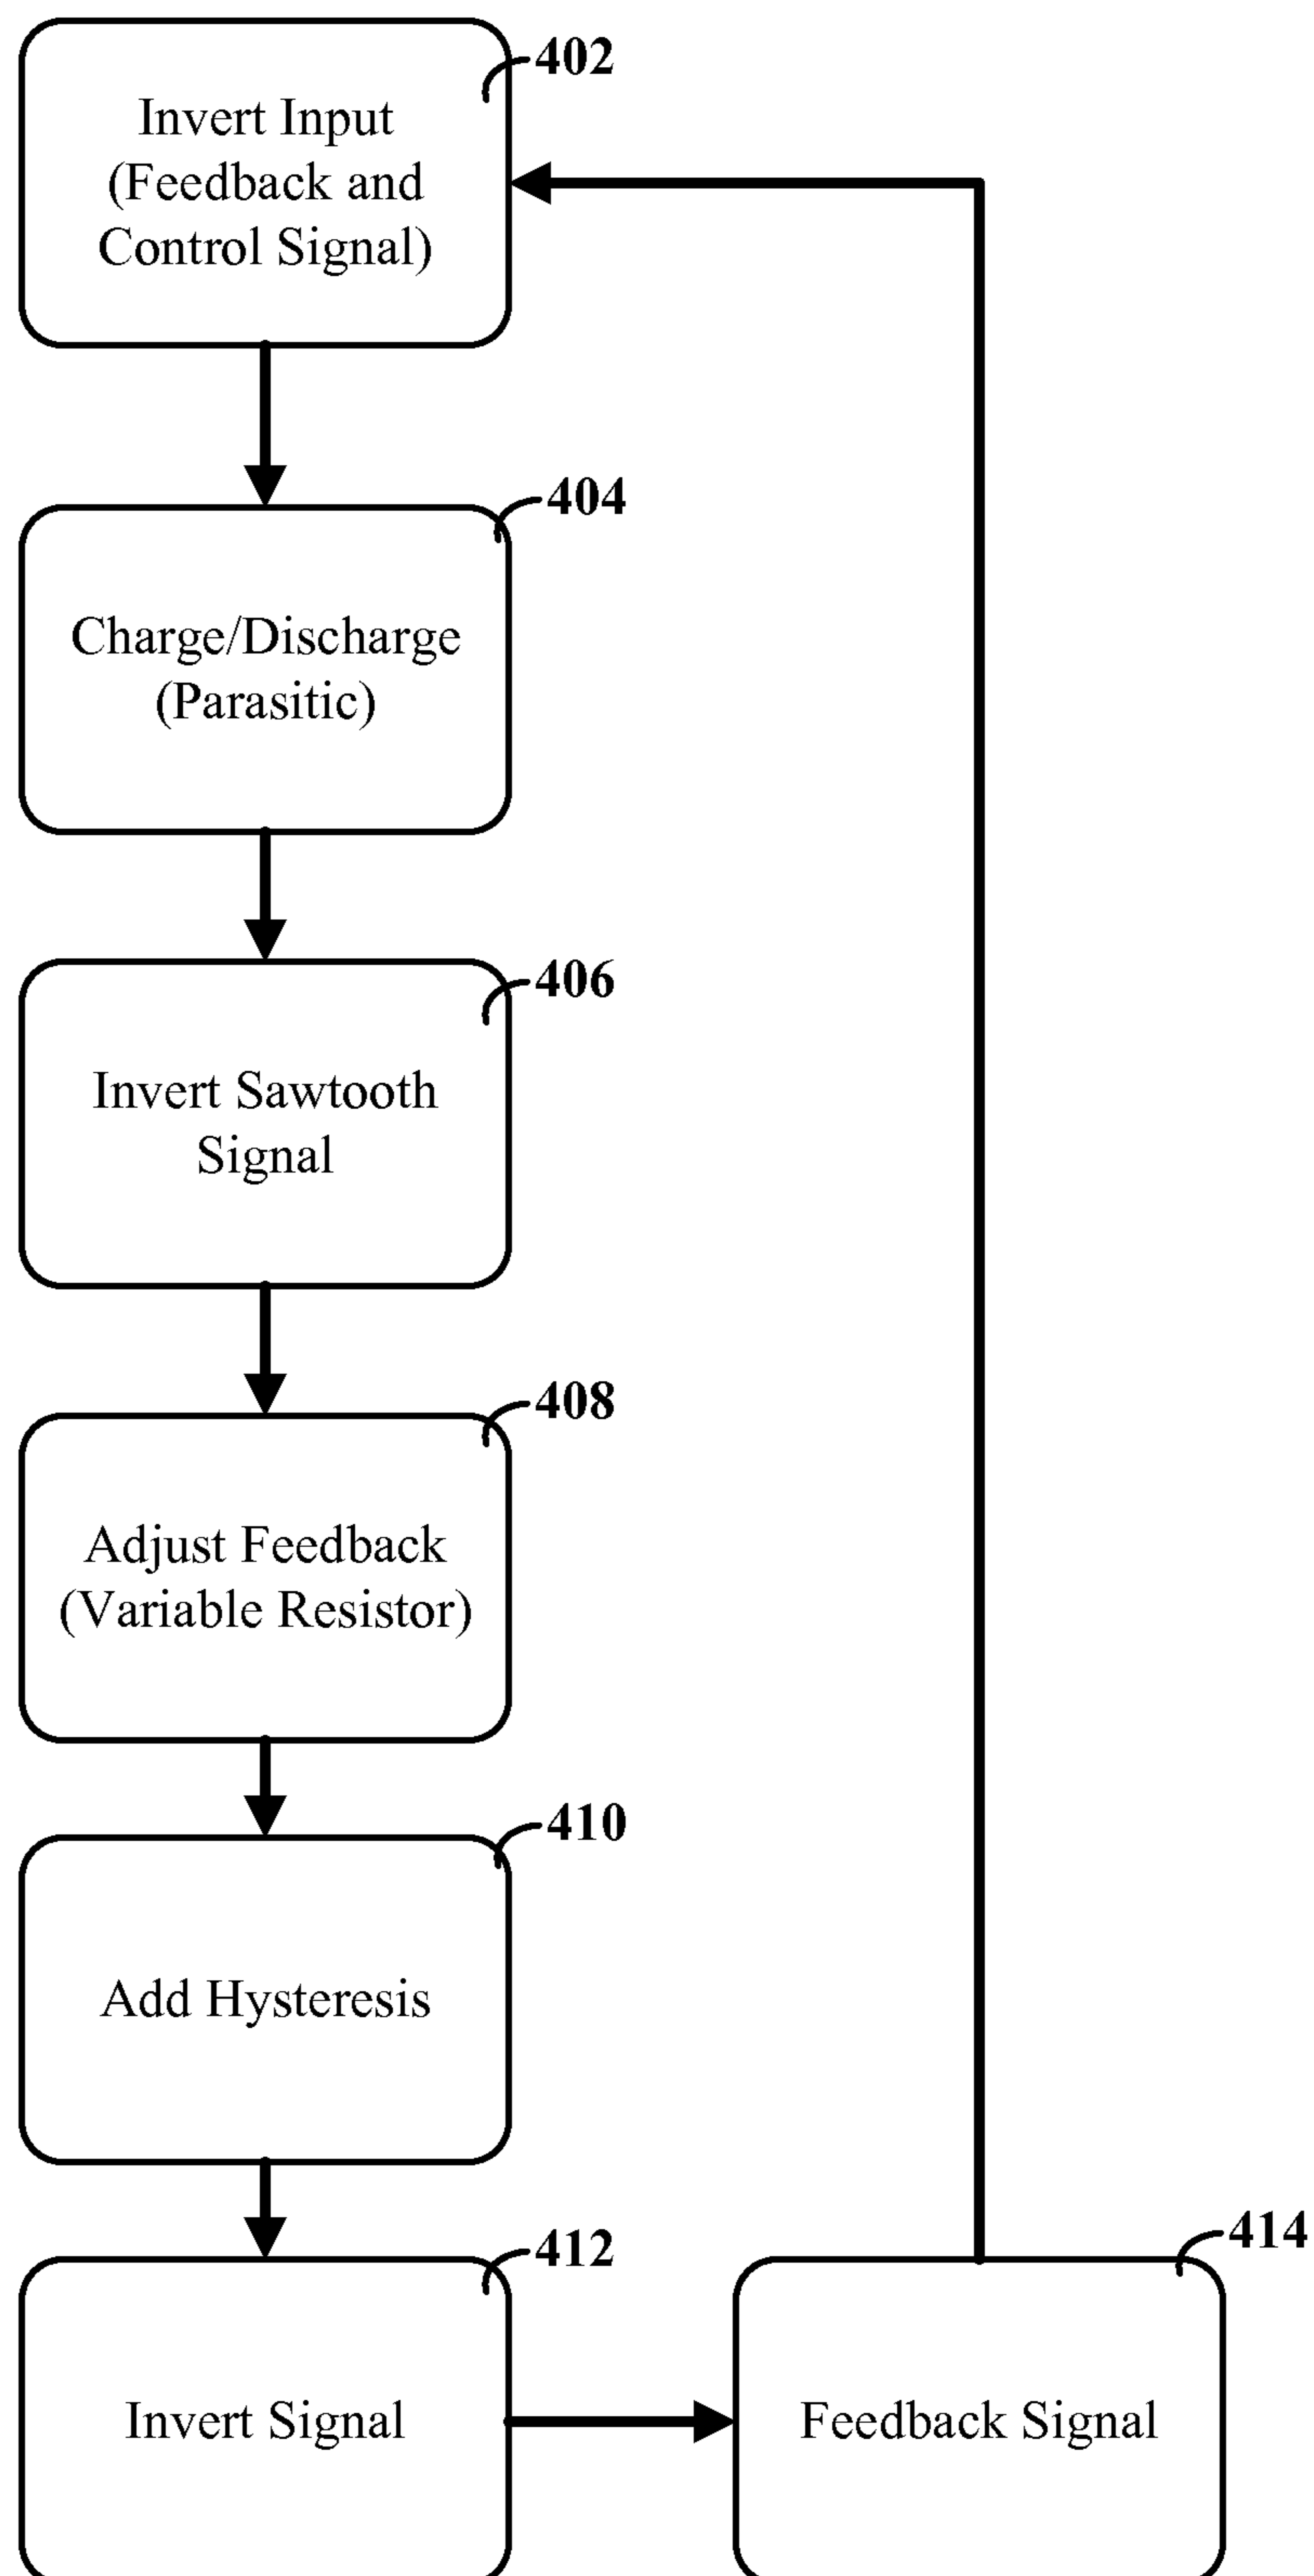 402
Invert Input
(Feedback and
Control Signal)
404
Charge/Discharge
(Parasitic)
406
Invert Sawtooth
Signal
408
Adjust Feedback
(Variable Resistor)
410
Add Hysteresis
412
Invert Signal
414
Feedback Signal